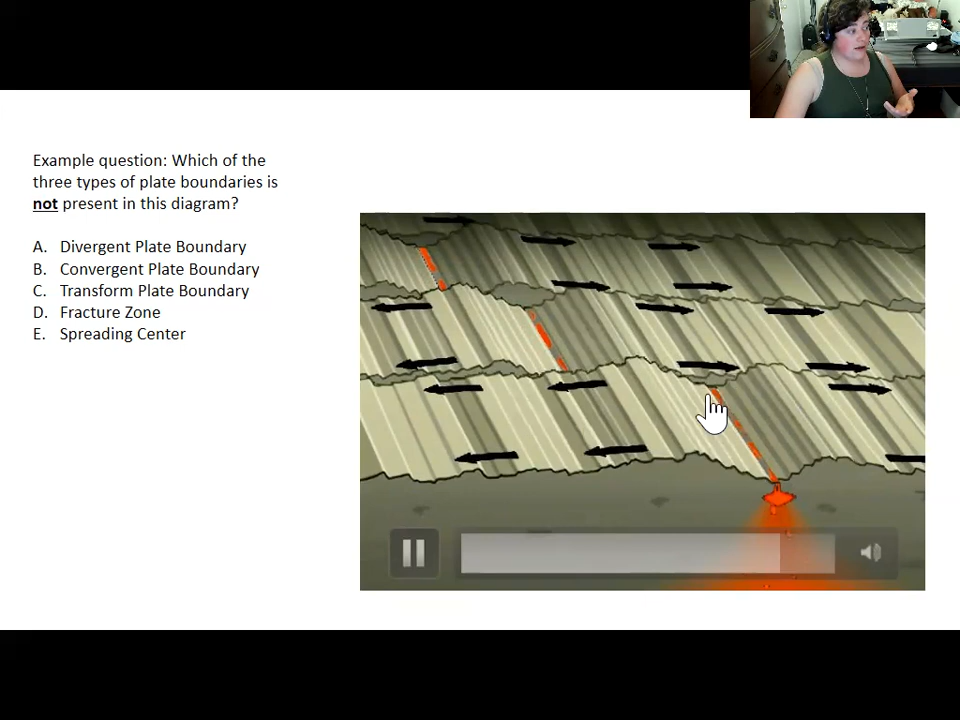 Example question: Which of the
three types of plate boundaries is
not present in this diagram?
A. Divergent Plate Boundary
B. Convergent Plate Boundary
C. Transform Plate Boundary
D. Fracture Zone
E. Spreading Center